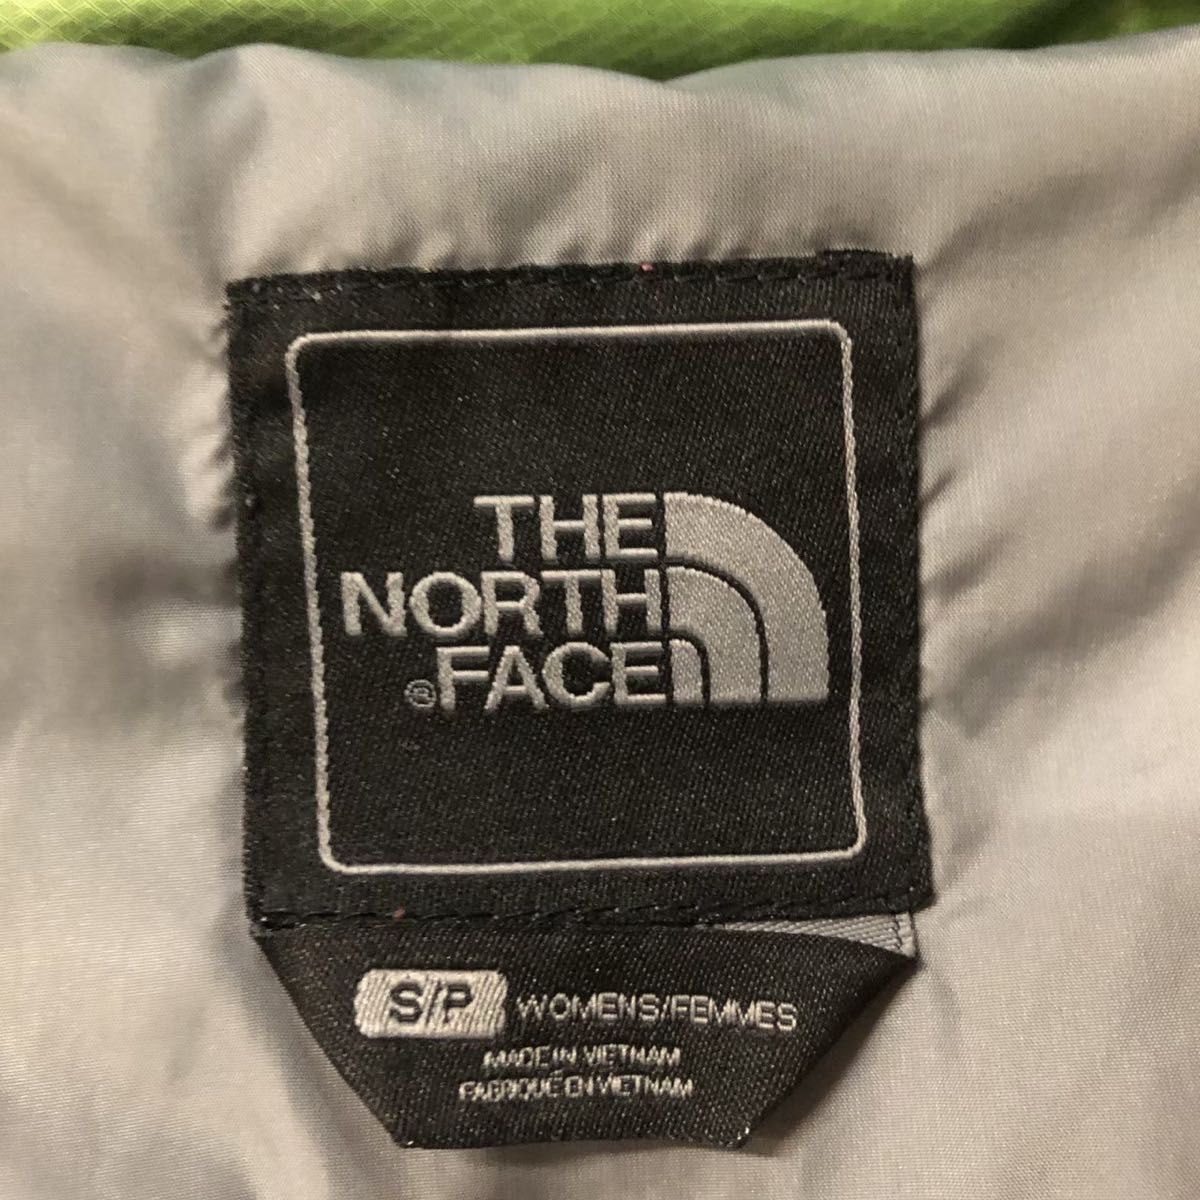 THE
NORTH
®FACE
S/P WOMENS/FEMMES
MADE IN VIETNAM
FABRIQUÉ EN VIETNAM